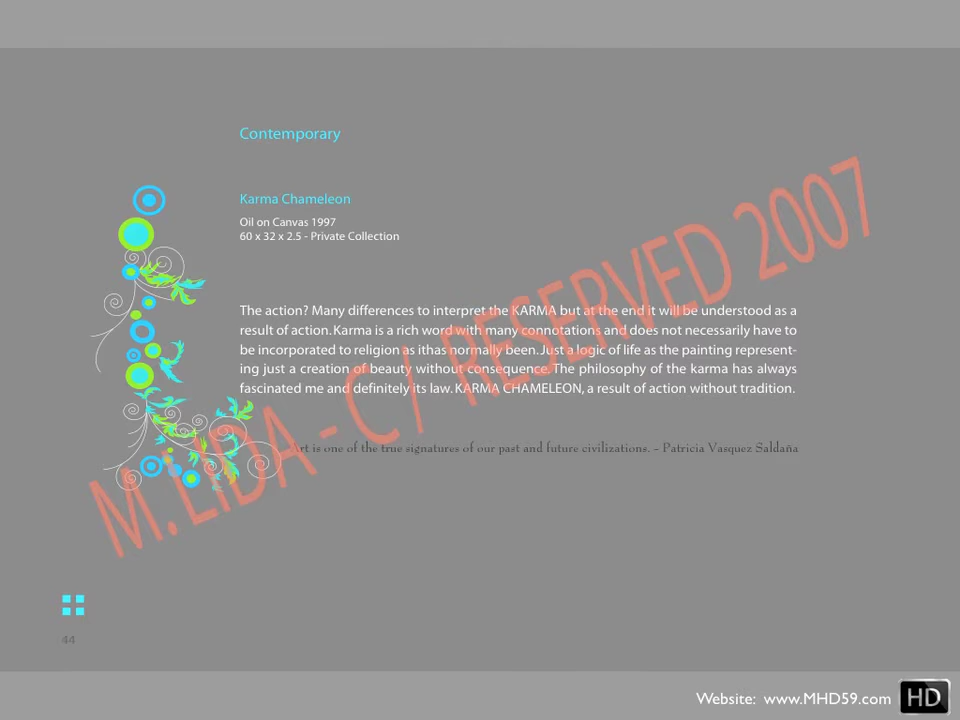 Contemporary
Karma Chameleon
Oil on Canvas 1997
60 x 32 x 2.5 - Private Collection
The action? Many differences to interpret the KARMA but at the end it will be understood as a
result of action. Karma is a rich word with many connotations and does not necessarily have to
be incorporated to religion as ithas normally been. Just a logic of life as the painting represent-
ing just a creation of beauty without consequence. The philosophy of the karma has always
fascinated me and definitely its law. KARMA CHAMELEON, a result of action without tradition.
Art is one of the true signatures of our past and future civilizations. - Patricia Vasquez Saldaña
M. LIDA - C / RESERVED 2007
44
Website: www.MHD59.com
HD